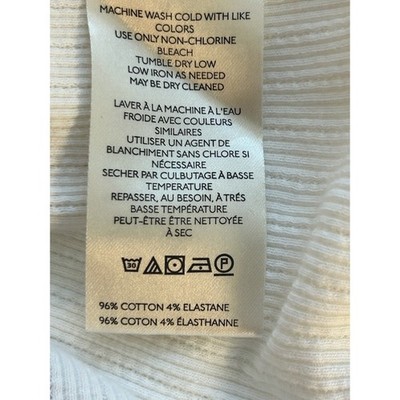 MACHINE WASH COLD WITH LIKE
COLORS
USE ONLY NON-CHLORINE
BLEACH
TUMBLE DRY LOW
LOW IRON AS NEEDED
MAY BE DRY CLEANED
LAVER À LA MACHINE À L'EAU
FROIDE AVEC COULEURS
SIMILAIRES
UTILISER UN AGENT DE
BLANCHIMENT SANS CHLORE SI
NÉCESSAIRE
SECHER PAR CULBUTAGE À BASSE
TEMPERATURE
REPASSER, AU BESOIN, À TRÉS
BASSE TEMPÉRATURE
PEUT-ÊTRE ÊTRE NETTOYÉE
À SEC
30 P
96% COTTON 4% ELASTANE
96% COTON 4% ÉLASTHANNE